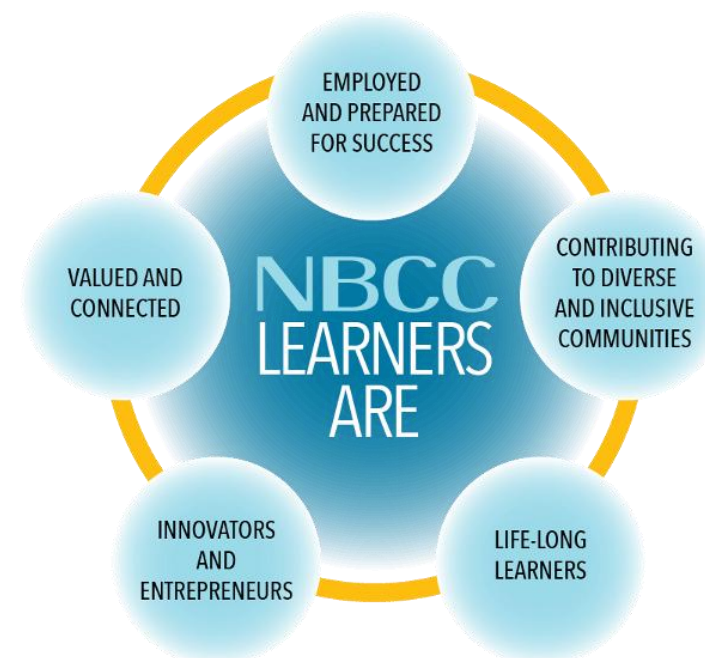 EMPLOYED
AND PREPARED
FOR SUCCESS
CONTRIBUTING
TO DIVERSE
AND INCLUSIVE
COMMUNITIES
LIFE-LONG
LEARNERS
INNOVATORS
AND
ENTREPRENEURS
VALUED AND
CONNECTED
NBCC
LEARNERS
ARE